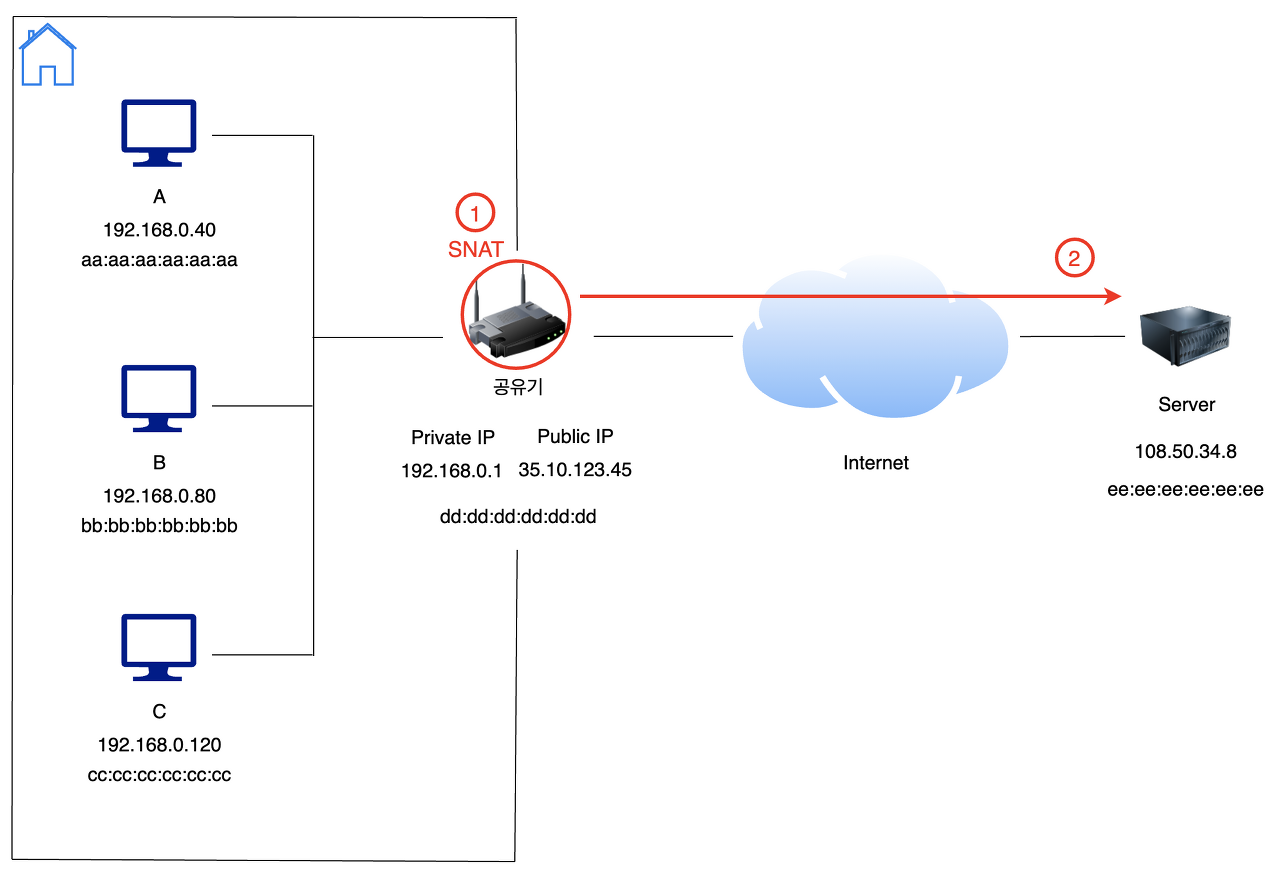 A
192.168.0.40
aa:aa:aa:aa:aa:aa
B
192.168.0.80
bb:bb:bb:bb:bb:bb
C
192.168.0.120
cc:cc:cc:cc:cc:cc
1
SNAT
공유기
Private IP
192.168.0.1
Public IP
35.10.123.45
dd:dd:dd:dd:dd:dd
Internet
2
Server
108.50.34.8
ee:ee:ee:ee:ee:ee